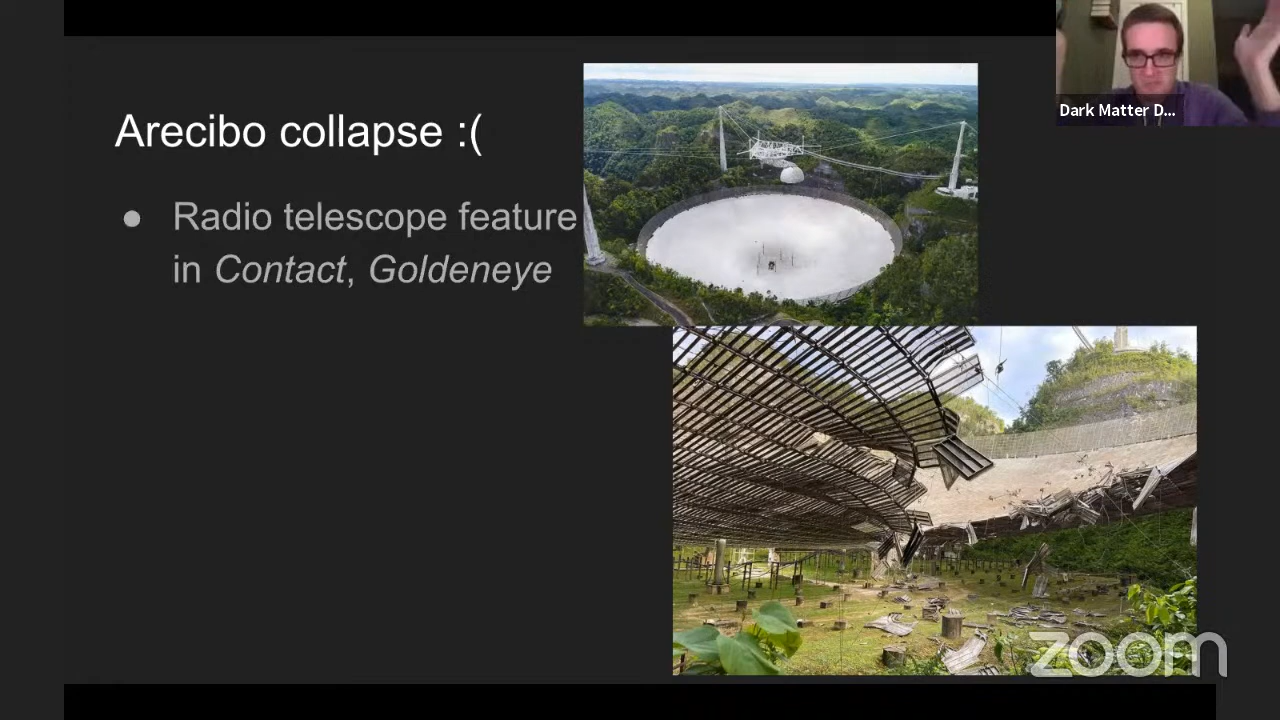 Arecibo collapse :(
● Radio telescope feature
in Contact, Goldeneye
Dark Matter D...
zoom